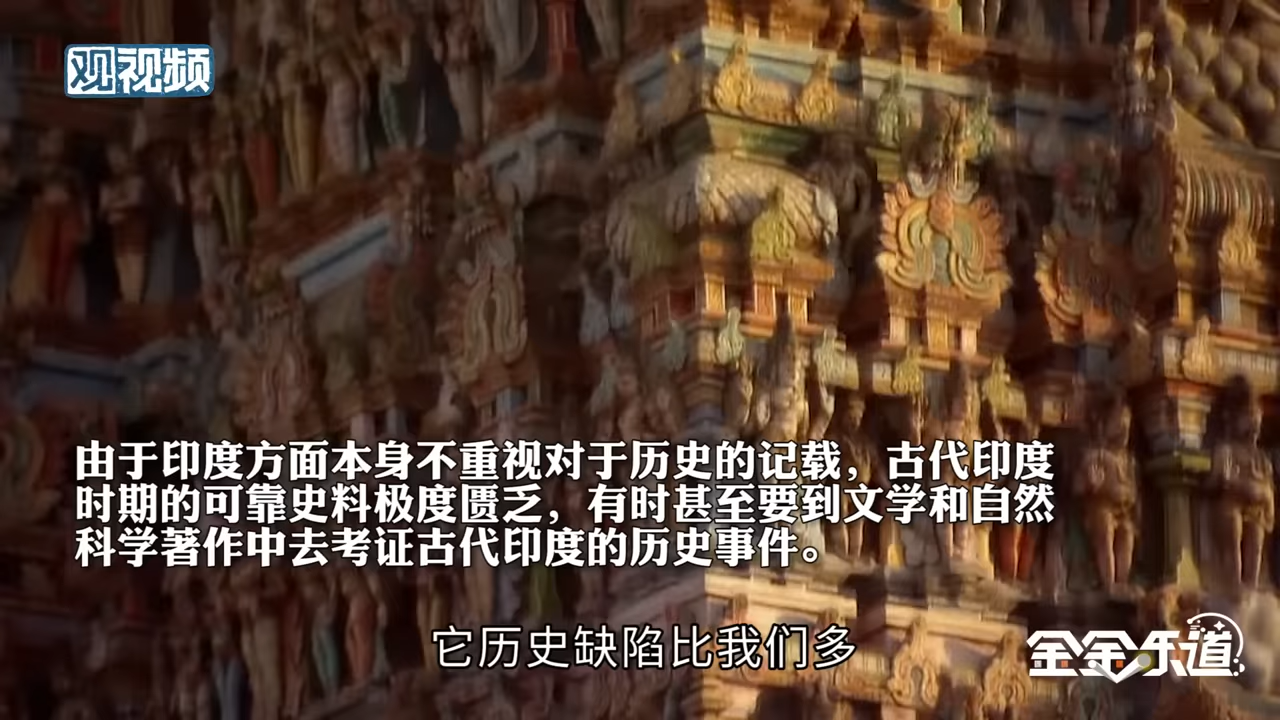 观视频
由于印度方面本身不重视对于历史的记载，古代印度
时期的可靠史料极度匮乏，有时甚至要到文学和自然
科学著作中去考证古代印度的历史事件。
它历史缺陷比我们多
金金乐道